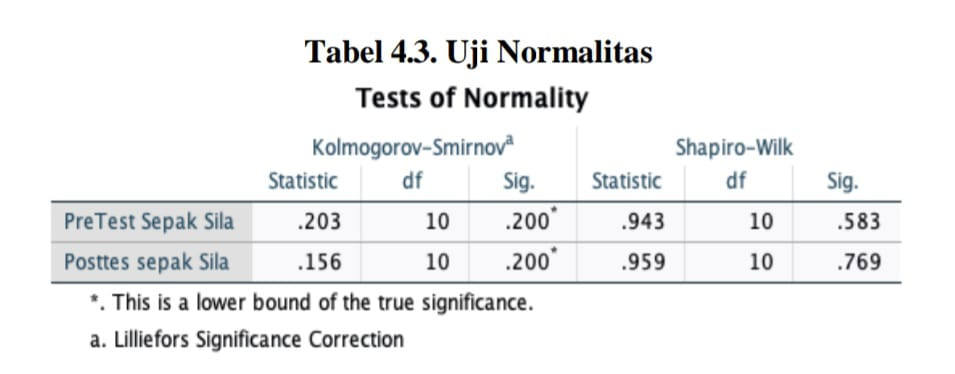 Tabel 4.3. Uji Normalitas
Tests of Normality
Kolmogorov-Smirnovᵃ Shapiro-Wilk
Statistic df Sig. Statistic df Sig.
PreTest Sepak Sila .203 10 .200* .943 10 .583
Posttes sepak Sila .156 10 .200* .959 10 .769
*. This is a lower bound of the true significance.
a. Lilliefors Significance Correction